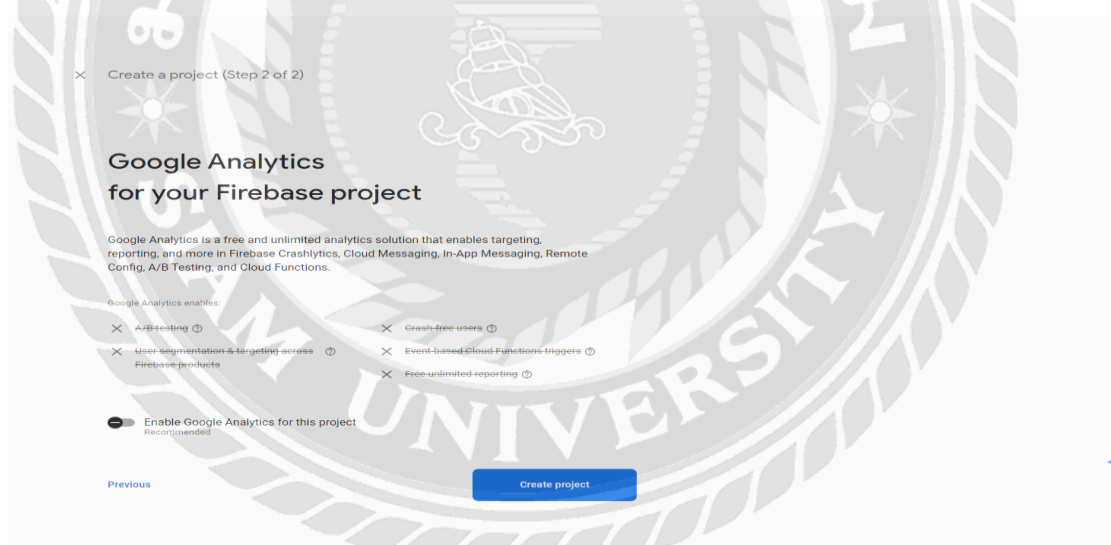 Create a project (Step 2 of 2)
Google Analytics
for your Firebase project
Google Analytics is a free and unlimited analytics solution that enables targeting,
reporting, and more in Firebase Crashlytics, Cloud Messaging, In-App Messaging, Remote
Config, A/B Testing, and Cloud Functions.
Google Analytics enables:
A/B testing
Crash-free users
User segmentation & targeting across
Firebase products
Event-based Cloud Functions triggers
Free unlimited reporting
Enable Google Analytics for this project
Recommended
Previous
Create project
SIAM UNIVERSITY